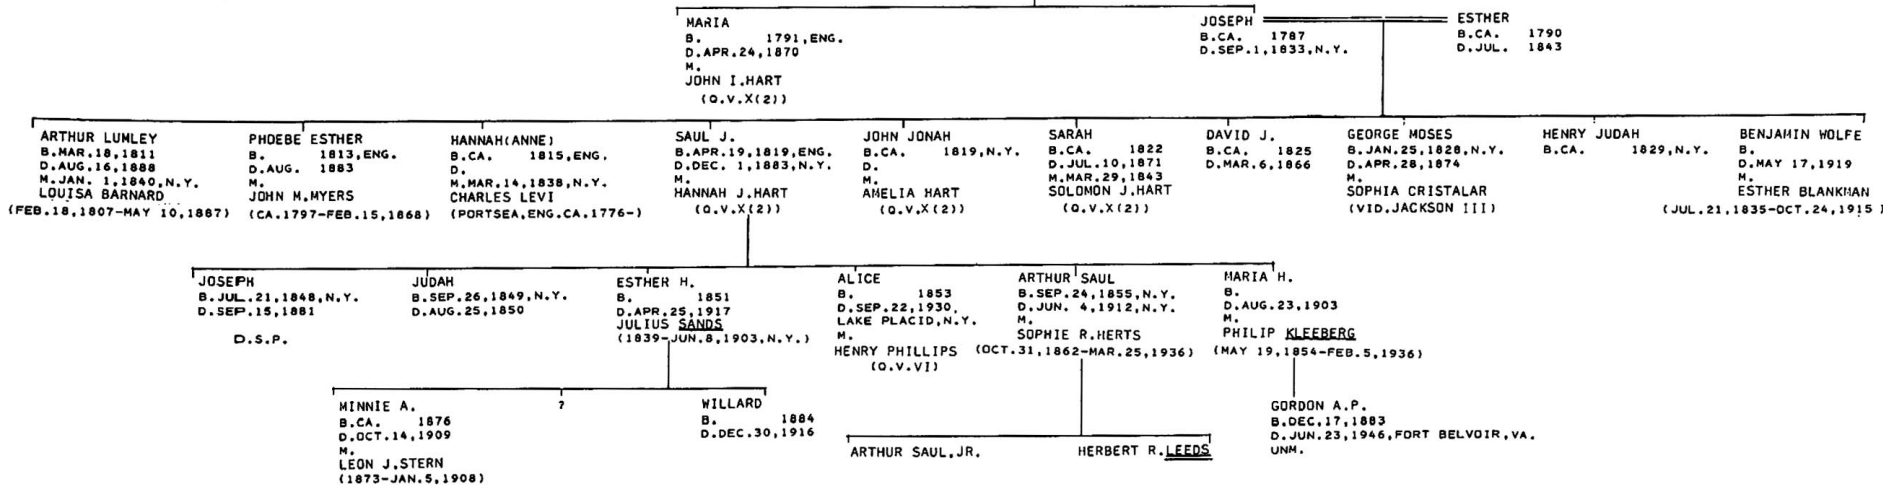 MARIA
B. 1791,ENG.
D.APR.24,1870
M.
JOHN I.HART
(Q.V.X(2))
JOSEPH
B.CA. 1787
D.SEP.1,1833,N.Y.
ESTHER
B.CA. 1790
D.JUL. 1843
ARTHUR LUMLEY
B.MAR.18,1811
D.AUG.16,1888
M.JAN. 1,1840,N.Y.
LOUISA BARNARD
(FEB.18,1807-MAY 10,1887)
PHOEBE ESTHER
B. 1813,ENG.
D.AUG. 1883
M.
JOHN M.MYERS
(CA.1797-FEB.15,1868)
HANNAH(ANNE)
B.CA. 1815,ENG.
D.
M.MAR.14,1838,N.Y.
CHARLES LEVI
(PORTSEA,ENG.CA.1776-)
SAUL J.
B.APR.19,1819,ENG.
D.DEC. 1,1883,N.Y.
M.
HANNAH J.HART
(Q.V.X(2))
JOHN JONAH
B.CA. 1819,N.Y.
D.
M.
AMELIA HART
(Q.V.X(2))
SARAH
B.CA. 1822
D.JUL.10,1871
M.MAR.29,1843
SOLOMON J.HART
(Q.V.X(2))
DAVID J.
B.CA. 1825
D.MAR.6,1866
GEORGE MOSES
B.JAN.25,1828,N.Y.
D.APR.28,1874
M.
SOPHIA CRISTALAR
(VID.JACKSON III)
HENRY JUDAH
B.CA. 1829,N.Y.
BENJAMIN WOLFE
B.
D.MAY 17,1919
M.
ESTHER BLANKMAN
(JUL.21,1835-OCT.24,1915)
JOSEPH
B.JUL.21,1848,N.Y.
D.SEP.15,1881
D.S.P.
JUDAH
B.SEP.26,1849,N.Y.
D.AUG.25,1850
ESTHER H.
B. 1851
D.APR.25,1917
JULIUS SANDS
(1839-JUN.8,1903,N.Y.)
ALICE
B. 1853
D.SEP.22,1930,
LAKE PLACID,N.Y.
M.
HENRY PHILLIPS
(Q.V.VI)
ARTHUR SAUL
B.SEP.24,1855,N.Y.
D.JUN. 4,1912,N.Y.
M.
SOPHIE R.HERTS
(OCT.31,1862-MAR.25,1936)
MARIA H.
B.
D.AUG.23,1903
M.
PHILIP KLEEBERG
(MAY 19,1854-FEB.5,1936)
MINNIE A.
B.CA. 1876
D.OCT.14,1909
M.
LEON J.STERN
(1873-JAN.5,1908)
?
WILLARD
B. 1884
D.DEC.30,1916
ARTHUR SAUL,JR.
HERBERT R.LEEDS
GORDON A.P.
B.DEC.17,1883
D.JUN.23,1946,FORT BELVOIR,VA.
UNM.